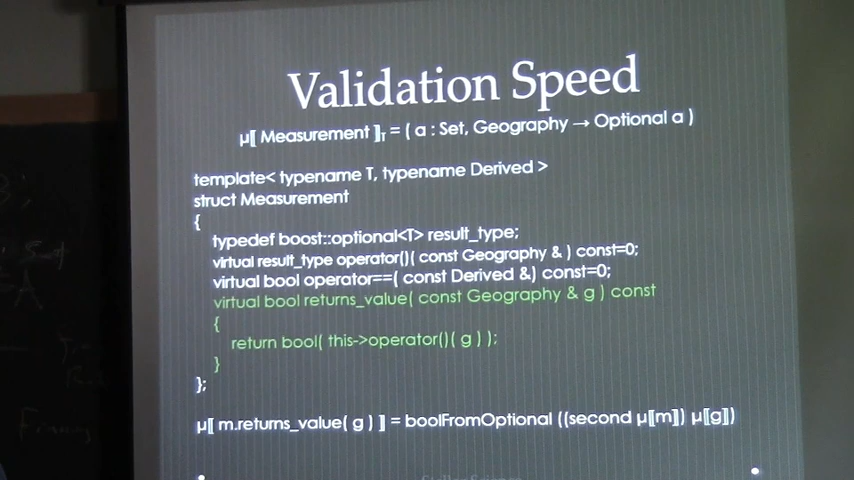 Validation Speed
μ⟦ Measurement ⟧T = ( a : Set, Geography → Optional a )
template< typename T, typename Derived >
struct Measurement
{
typedef boost::optional<T> result_type;
virtual result_type operator()( const Geography & ) const=0;
virtual bool operator==( const Derived &) const=0;
virtual bool returns_value( const Geography & g ) const
{
return bool( this->operator()( g ) );
}
};
μ⟦ m.returns_value( g ) ⟧ = boolFromOptional ((second μ⟦m⟧) μ⟦g⟧)